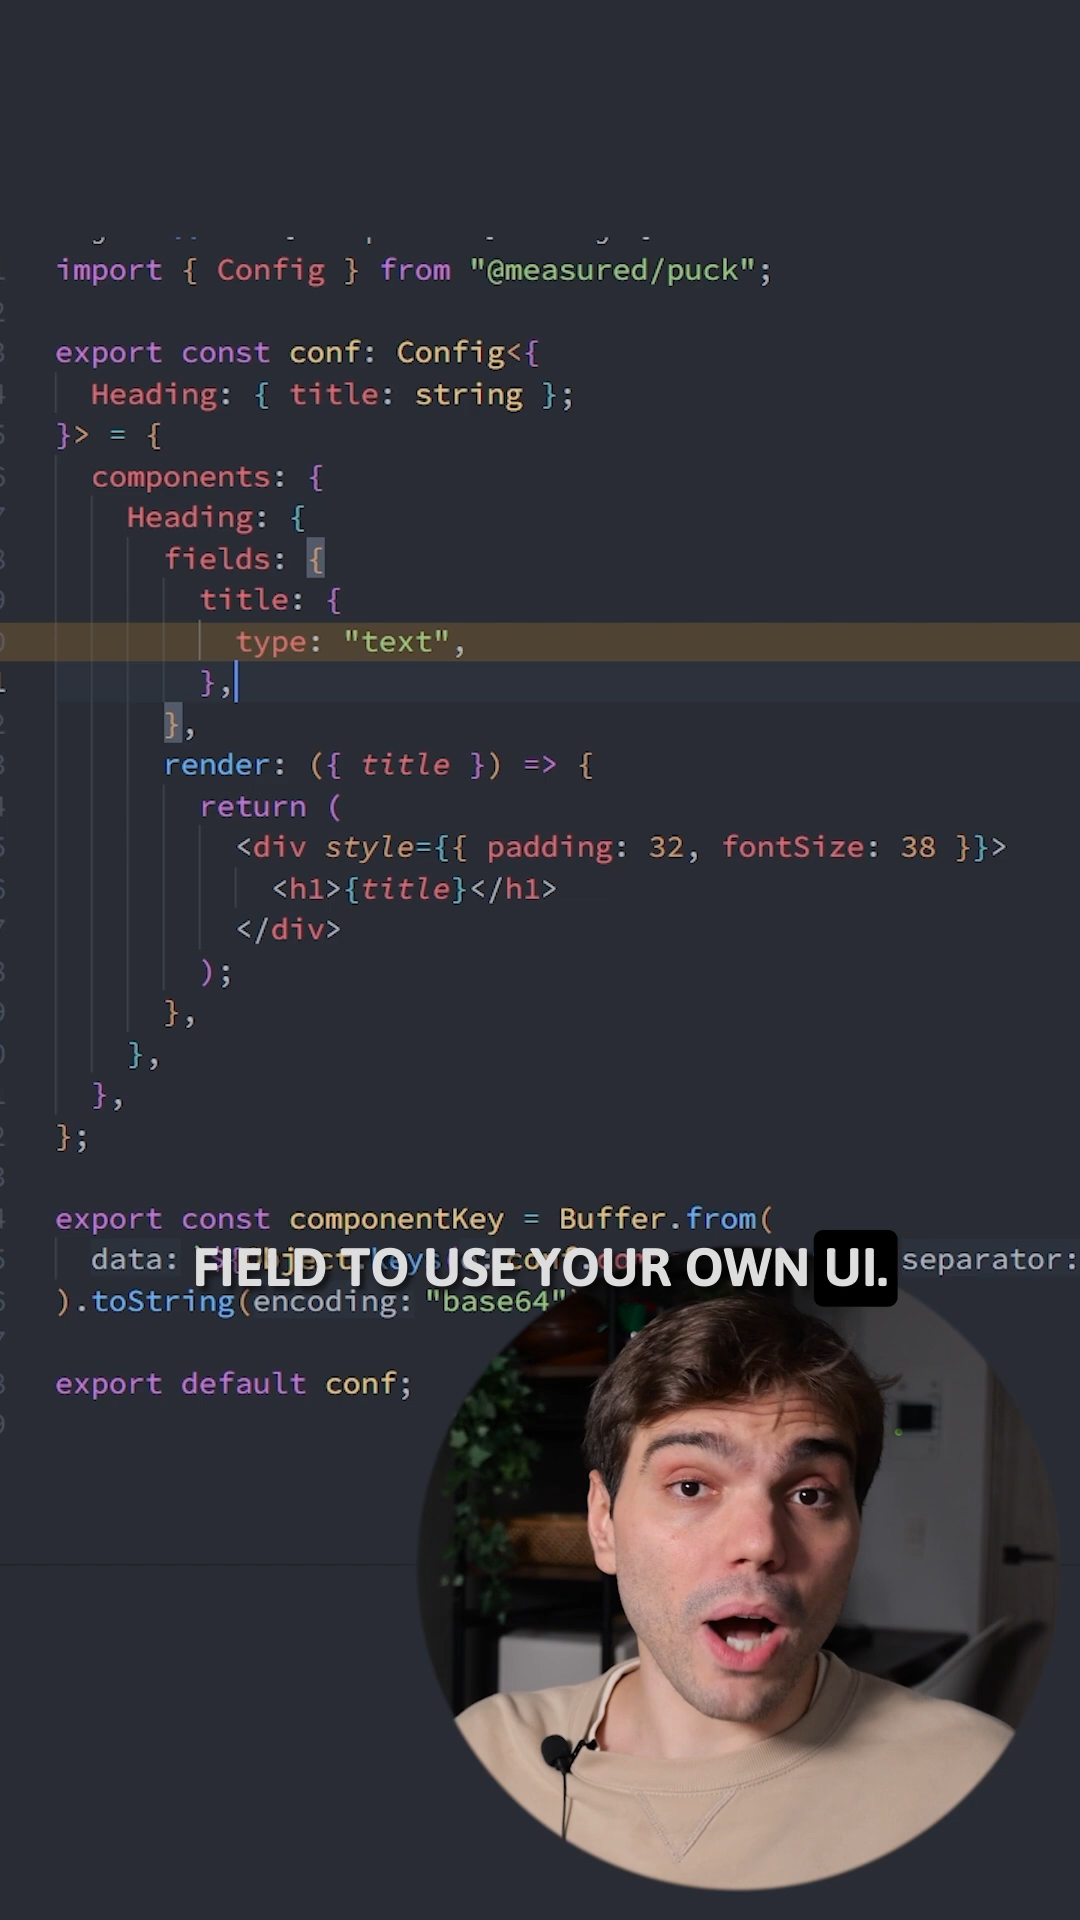 import { Config } from "@measured/puck";
export const conf: Config<{
Heading: { title: string };
}> = {
components: {
Heading: {
fields: {
title: {
type: "text",
},
},
render: ({ title }) => {
return (
<div style={{ padding: 32, fontSize: 38 }}>
<h1>{title}</h1>
</div>
);
},
},
},
};
export const componentKey = Buffer.from(
data: separator:
FIELD TO USE YOUR OWN UI.
).toString(encoding: "base64"
export default conf;